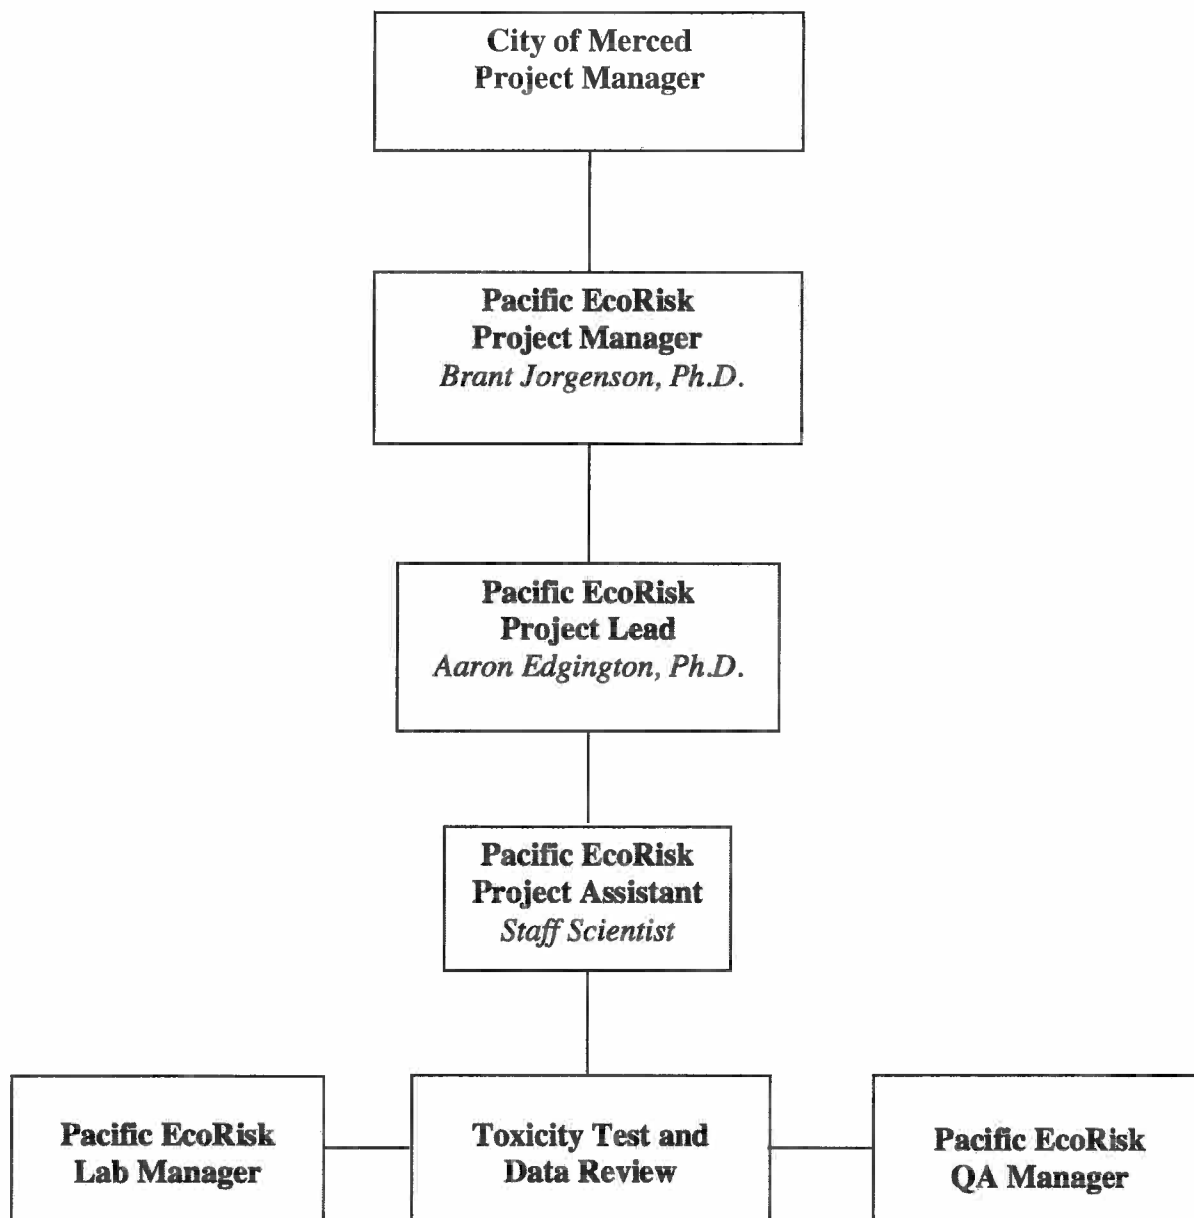 City of Merced
Project Manager
Pacific EcoRisk
Project Manager
Brant Jorgenson, Ph.D.
Pacific EcoRisk
Project Lead
Aaron Edgington, Ph.D.
Pacific EcoRisk
Project Assistant
Staff Scientist
Pacific EcoRisk
Lab Manager
Toxicity Test and
Data Review
Pacific EcoRisk
QA Manager